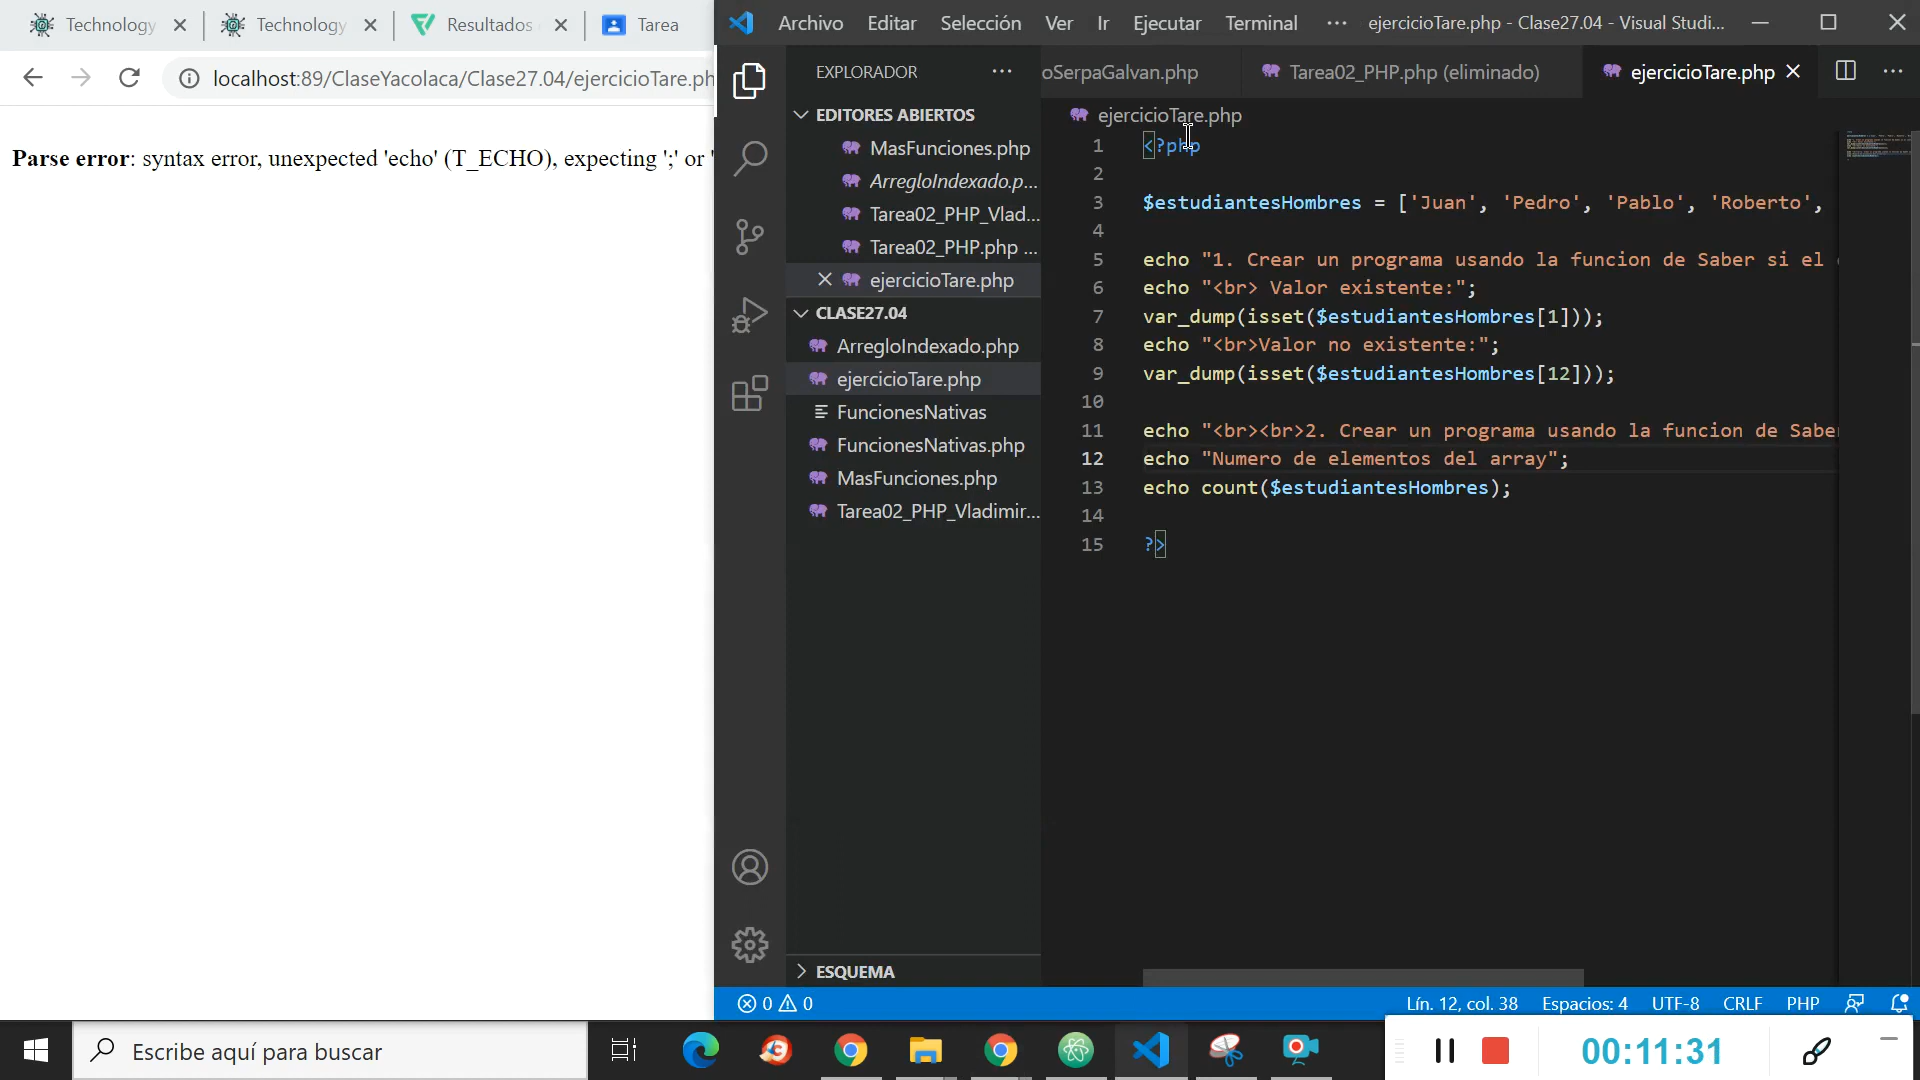 Technology
Technology
Resultados
Tarea
localhost:89/ClaseYacolaca/Clase27.04/ejercicioTare.ph
Parse error: syntax error, unexpected 'echo' (T_ECHO), expecting ';' or '
Archivo Editar Selección Ver Ir Ejecutar Terminal ··· ejercicioTare.php - Clase27.04 - Visual Studi...
EXPLORADOR ···
EDITORES ABIERTOS
MasFunciones.php
ArregloIndexado.p...
Tarea02_PHP_Vlad...
Tarea02_PHP.php ...
ejercicioTare.php
CLASE27.04
ArregloIndexado.php
ejercicioTare.php
FuncionesNativas
FuncionesNativas.php
MasFunciones.php
Tarea02_PHP_Vladimir...
ESQUEMA
oSerpaGalvan.php
Tarea02_PHP.php (eliminado)
ejercicioTare.php
ejercicioTare.php
1 <?php
2
3 $estudiantesHombres = ['Juan', 'Pedro', 'Pablo', 'Roberto',
4
5 echo "1. Crear un programa usando la funcion de Saber si el
6 echo "<br> Valor existente:";
7 var_dump(isset($estudiantesHombres[1]));
8 echo "<br>Valor no existente:";
9 var_dump(isset($estudiantesHombres[12]));
10
11 echo "<br><br>2. Crear un programa usando la funcion de Saber
12 echo "Numero de elementos del array";
13 echo count($estudiantesHombres);
14
15 ?>
0 0
Lín. 12, col. 38 Espacios: 4 UTF-8 CRLF PHP
Escribe aquí para buscar
00:11:31